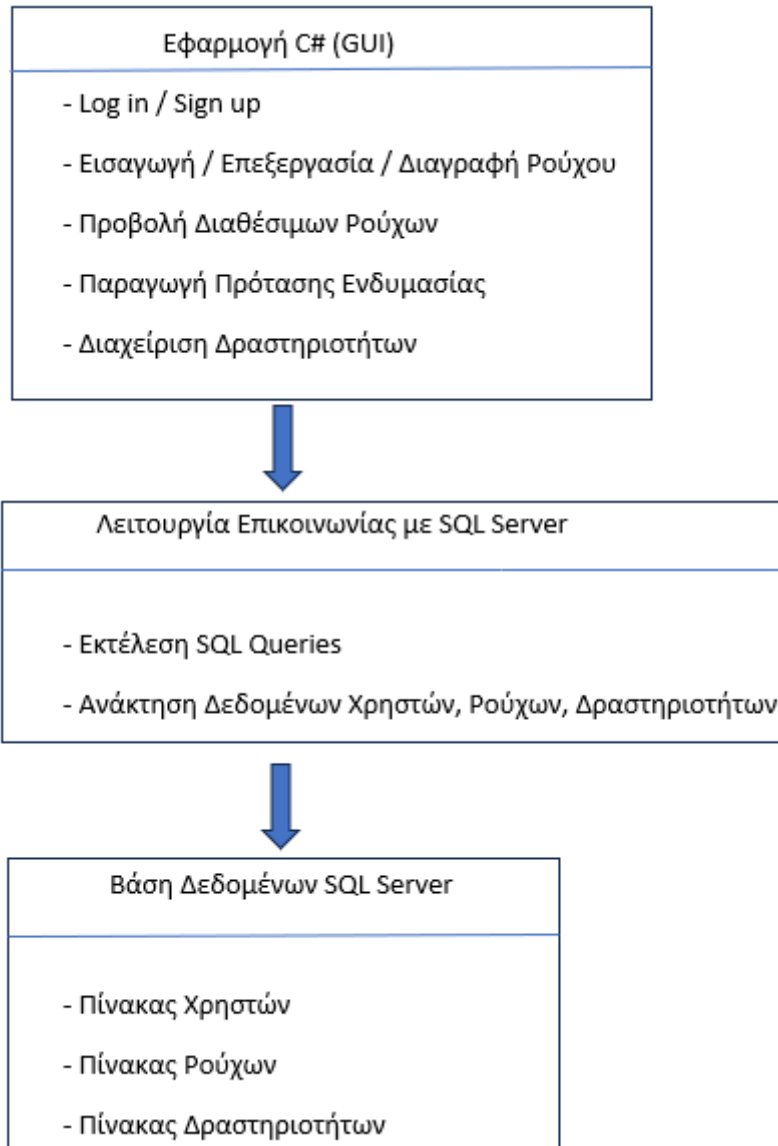 Εφαρμογή C# (GUI)
- Log in / Sign up
- Εισαγωγή / Επεξεργασία / Διαγραφή Ρούχου
- Προβολή Διαθέσιμων Ρούχων
- Παραγωγή Πρότασης Ενδυμασίας
- Διαχείριση Δραστηριοτήτων
Λειτουργία Επικοινωνίας με SQL Server
- Εκτέλεση SQL Queries
- Ανάκτηση Δεδομένων Χρηστών, Ρούχων, Δραστηριοτήτων
Βάση Δεδομένων SQL Server
- Πίνακας Χρηστών
- Πίνακας Ρούχων
- Πίνακας Δραστηριοτήτων